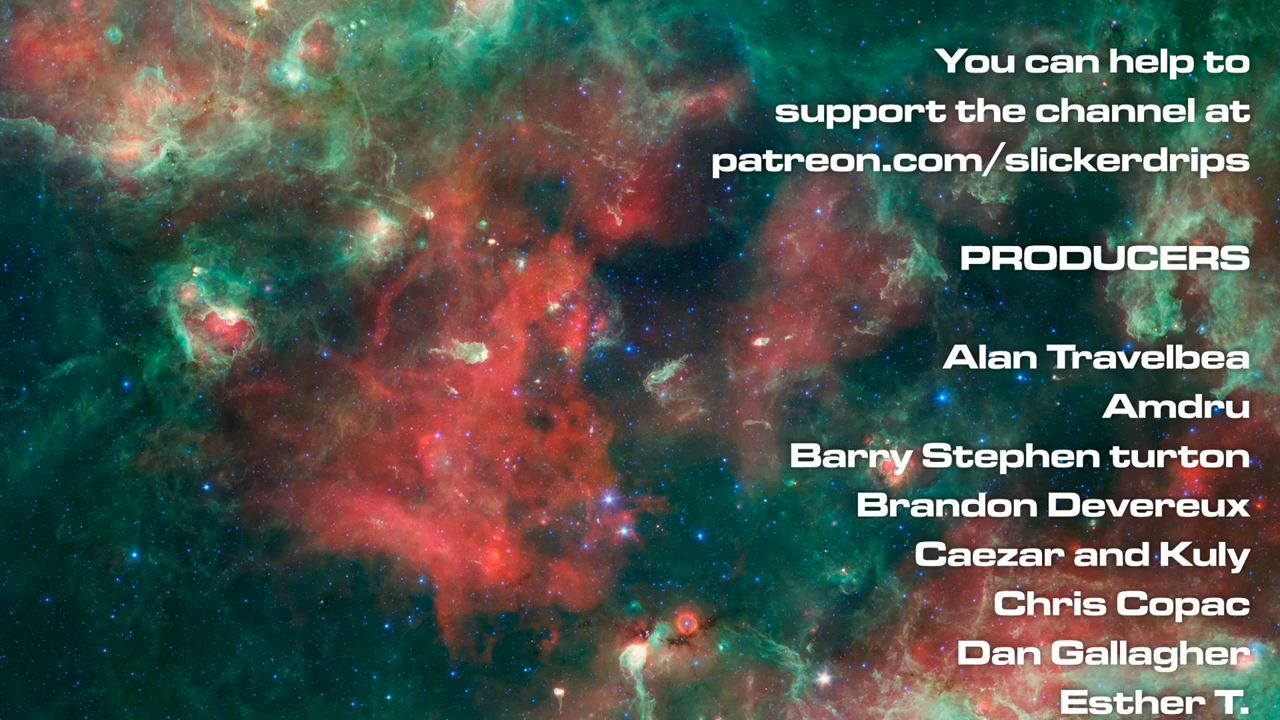 You can help to
support the channel at
patreon.com/slickerdrips
PRODUCERS
Alan Travelbea
Amdru
Barry Stephen turton
Brandon Devereux
Caezar and Kuly
Chris Copac
Dan Gallagher
Esther T.